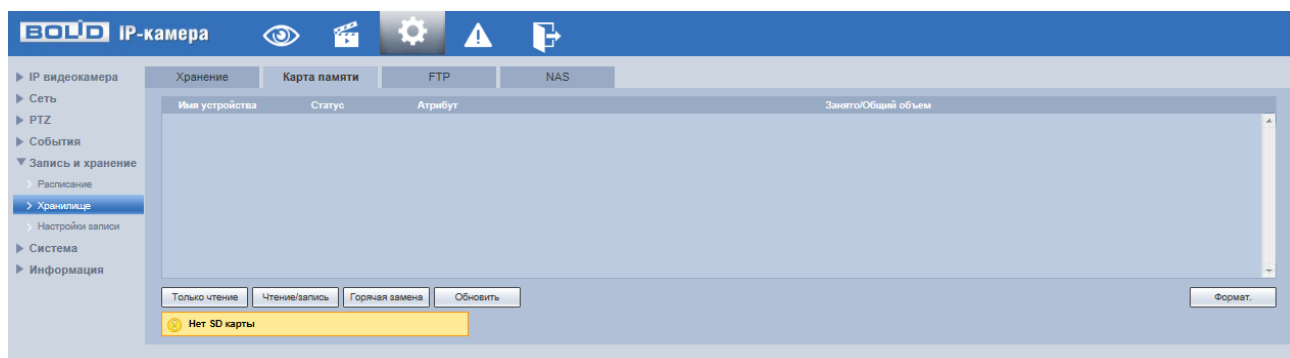 BOLID IP-камера
IP видеокамера
Сеть
PTZ
События
Запись и хранение
Расписание
Хранилище
Настройки записи
Система
Информация
Хранение Карта памяти FTP NAS
Имя устройства Статус Атрибут Занято/Общий объем
Только чтение Чтение/запись Горячая замена Обновить Формат.
Нет SD карты